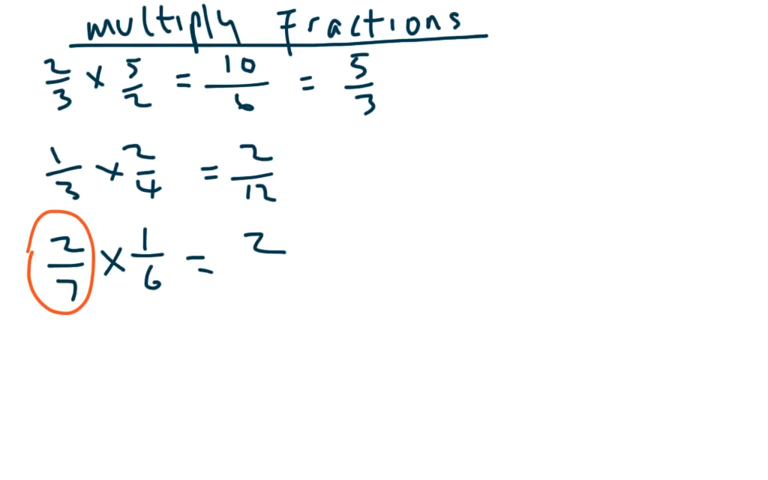 multiply Fractions
2/3 × 5/2 = 10/6 = 5/3
1/3 × 2/4 = 2/12
2/7 × 1/6 = 2